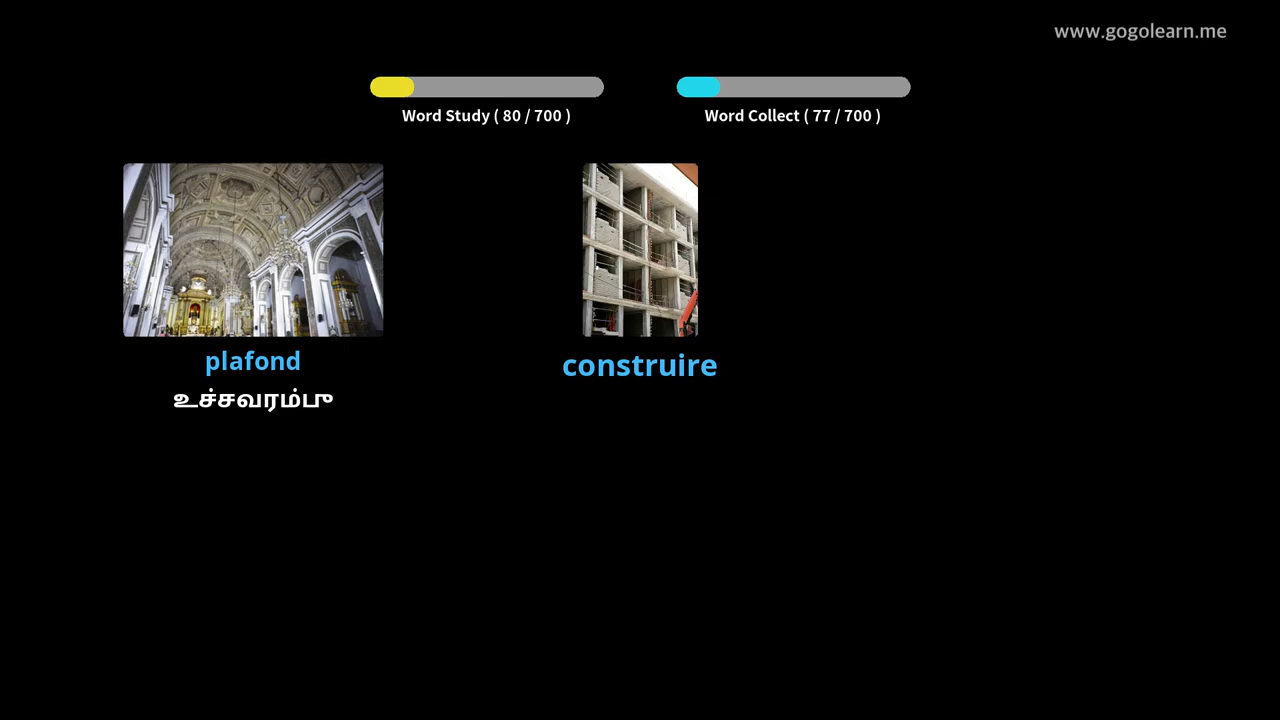 www.gogolearn.me
Word Study ( 80 / 700 )
Word Collect ( 77 / 700 )
plafond
உச்சவரம்பு
construire